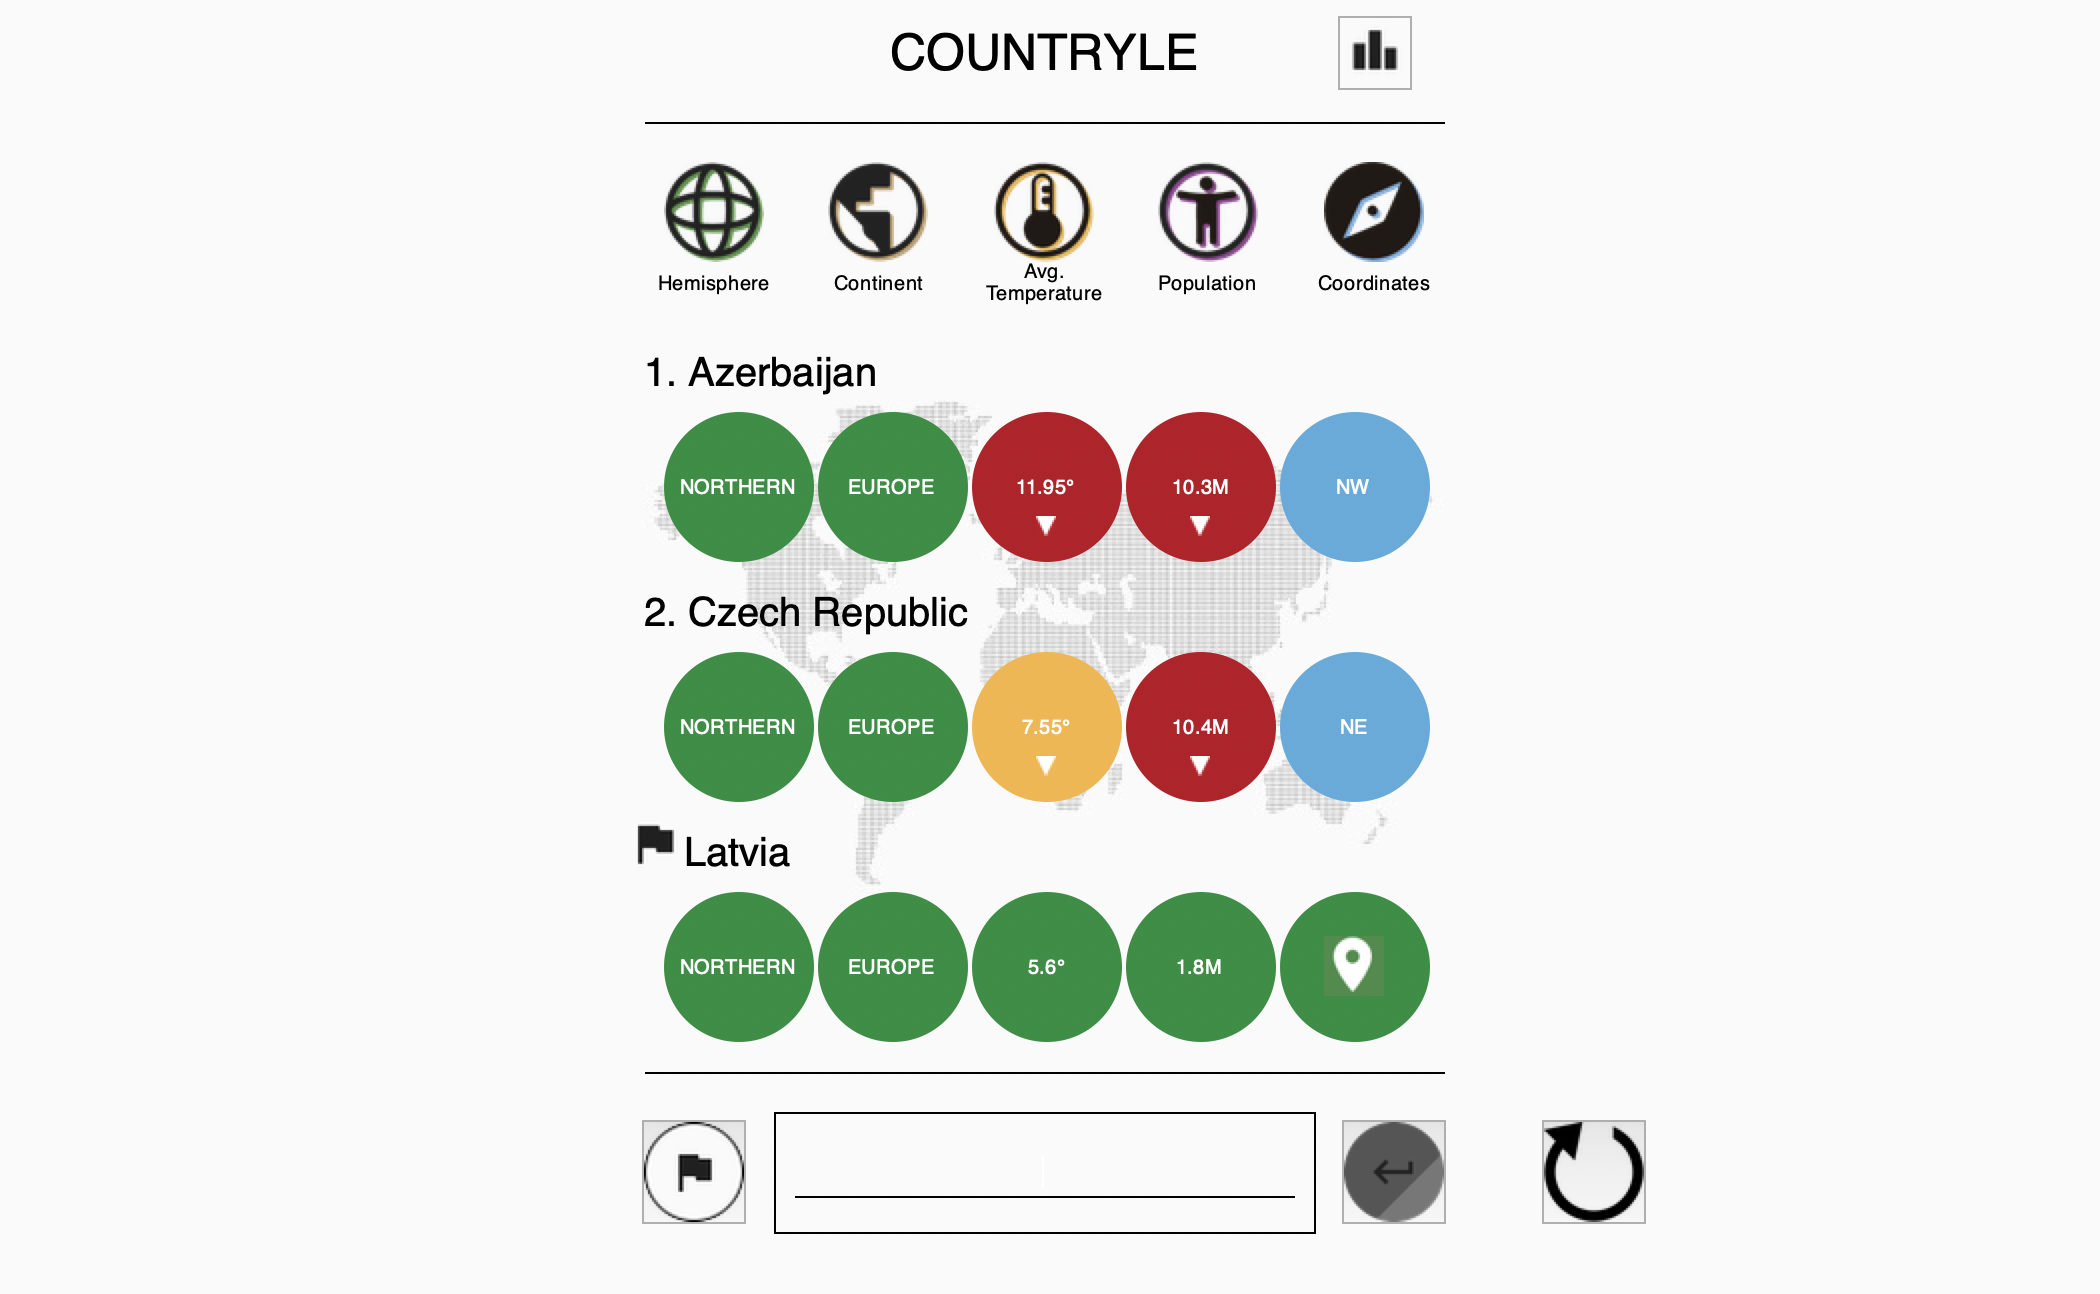 COUNTRYLE
Hemisphere
Continent
Avg.
Temperature
Population
Coordinates
1. Azerbaijan
NORTHERN
EUROPE
11.95°
10.3M
NW
2. Czech Republic
NORTHERN
EUROPE
7.55°
10.4M
NE
Latvia
NORTHERN
EUROPE
5.6°
1.8M